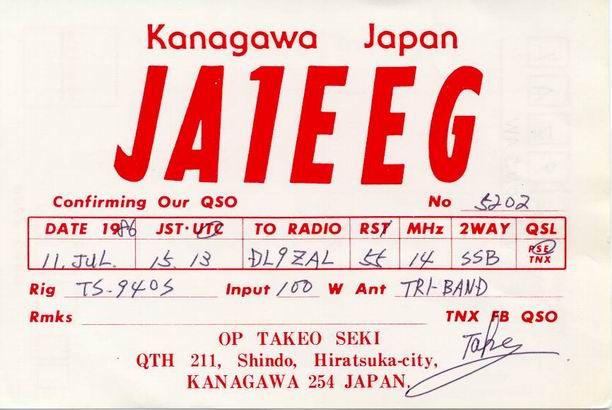 Kanagawa Japan
JA1EEG
Confirming Our QSO No 5202
DATE 1986 JST·UTC TO RADIO RST MHz 2WAY QSL
11. JUL. 15.13 DL9ZAL 55 14 SSB PSE TNX
Rig TS-940S Input 100 W Ant TRI-BAND
Rmks TNX FB QSO
OP TAKEO SEKI
QTH 211, Shindo, Hiratsuka-city,
KANAGAWA 254 JAPAN.